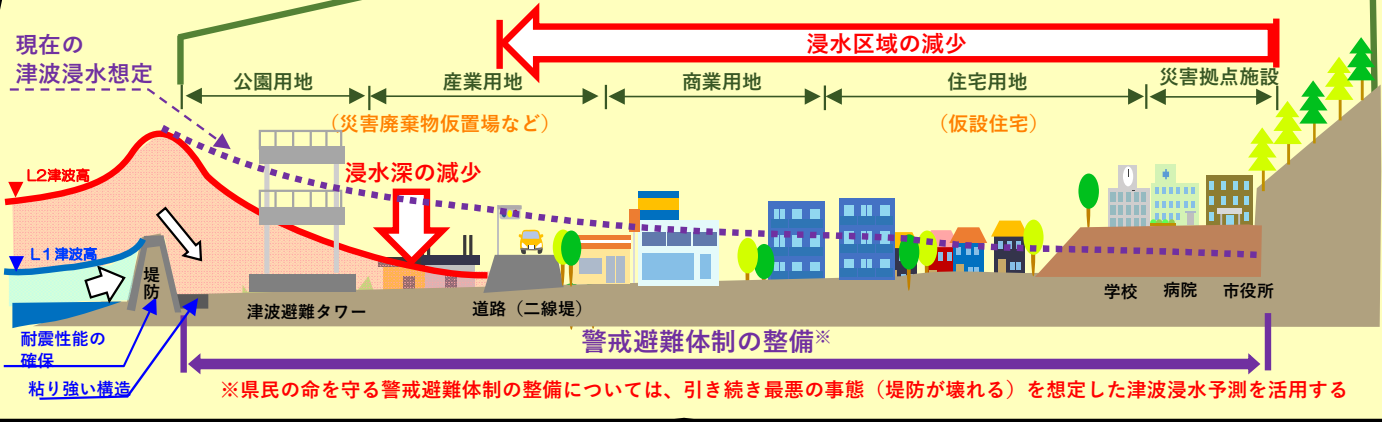 現在の
津波浸水想定
浸水区域の減少
公園用地
産業用地
商業用地
住宅用地
災害拠点施設
（災害廃棄物仮置場など）
（仮設住宅）
L2津波高
浸水深の減少
L1津波高
堤防
津波避難タワー
道路（二線堤）
学校
病院
市役所
耐震性能の
確保
粘り強い構造
警戒避難体制の整備※
※県民の命を守る警戒避難体制の整備については、引き続き最悪の事態（堤防が壊れる）を想定した津波浸水予測を活用する